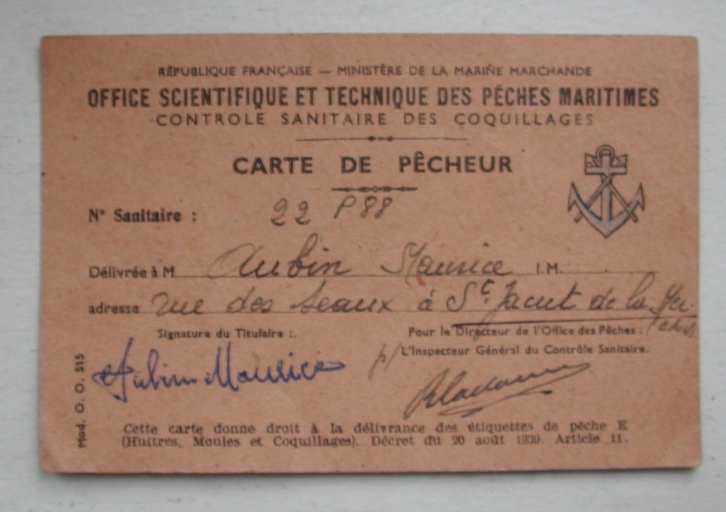 RÉPUBLIQUE FRANÇAISE — MINISTÈRE DE LA MARINE MARCHANDE
OFFICE SCIENTIFIQUE ET TECHNIQUE DES PÊCHES MARITIMES
CONTROLE SANITAIRE DES COQUILLAGES
CARTE DE PÊCHEUR
N° Sanitaire : 22 P88
Délivrée à M Aubin Maurice I.M.
adresse rue des seaux à St Jacut de la Mer
Signature du Titulaire : Pour le Directeur de l'Office des Pêches :
p/ L'Inspecteur Général du Contrôle Sanitaire.
Aubin Maurice
Mod. O. O. 515
Cette carte donne droit à la délivrance des étiquettes de pêche E
(Huîtres, Moules et Coquillages). Décret du 20 août 1939. Article 11.